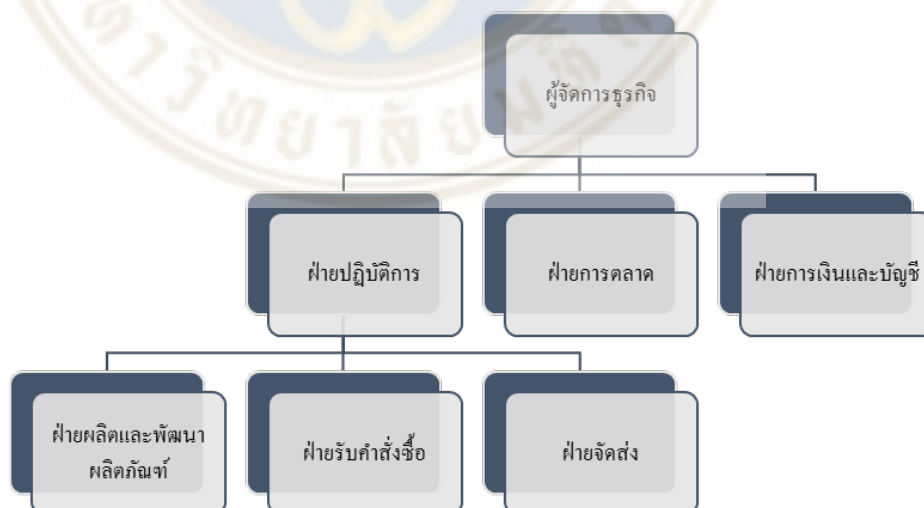 ผู้จัดการธุรกิจ
ฝ่ายปฏิบัติการ
ฝ่ายการตลาด
ฝ่ายการเงินและบัญชี
ฝ่ายผลิตและพัฒนา
ผลิตภัณฑ์
ฝ่ายรับคำสั่งซื้อ
ฝ่ายจัดส่ง